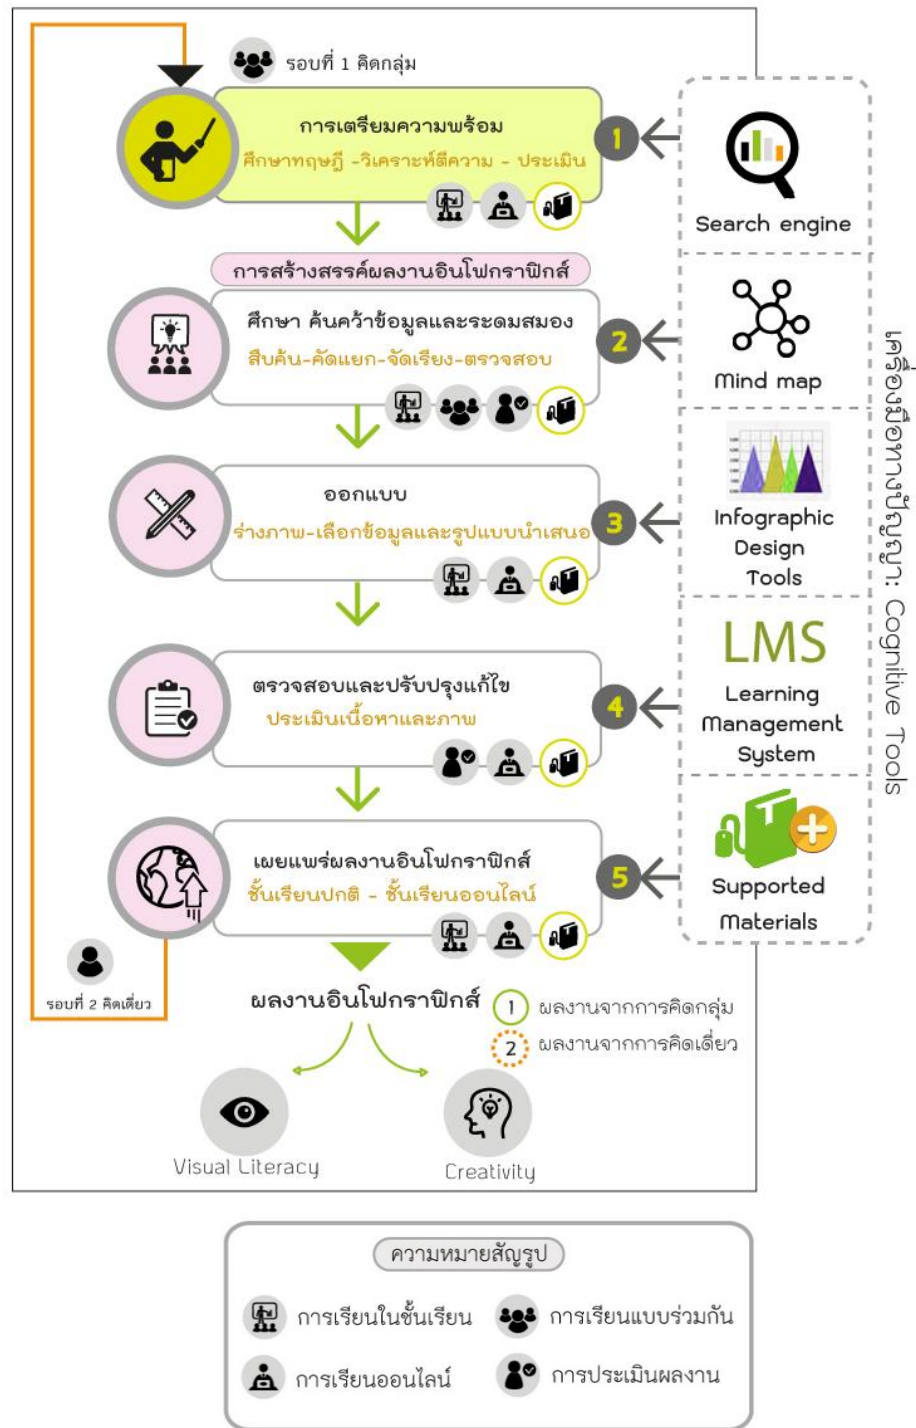 รอบที่ 1 คิดกลุ่ม
การเตรียมความพร้อม
ศึกษาทฤษฎี -วิเคราะห์ตีความ - ประเมิน
1
Search engine
การสร้างสรรค์ผลงานอินโฟกราฟิกส์
ศึกษา ค้นคว้าข้อมูลและระดมสมอง
สืบค้น-คัดแยก-จัดเรียง-ตรวจสอบ
2
Mind map
ออกแบบ
ร่างภาพ-เลือกข้อมูลและรูปแบบนำเสนอ
3
Infographic
Design
Tools
ตรวจสอบและปรับปรุงแก้ไข
ประเมินเนื้อหาและภาพ
4
LMS
Learning
Management
System
เผยแพร่ผลงานอินโฟกราฟิกส์
ชั้นเรียนปกติ - ชั้นเรียนออนไลน์
5
Supported
Materials
เครื่องมือทางปัญญา: Cognitive Tools
รอบที่ 2 คิดเดี่ยว
ผลงานอินโฟกราฟิกส์
1 ผลงานจากการคิดกลุ่ม
2 ผลงานจากการคิดเดี่ยว
Visual Literacy
Creativity
ความหมายสัญรูป
การเรียนในชั้นเรียน
การเรียนแบบร่วมกัน
การเรียนออนไลน์
การประเมินผลงาน